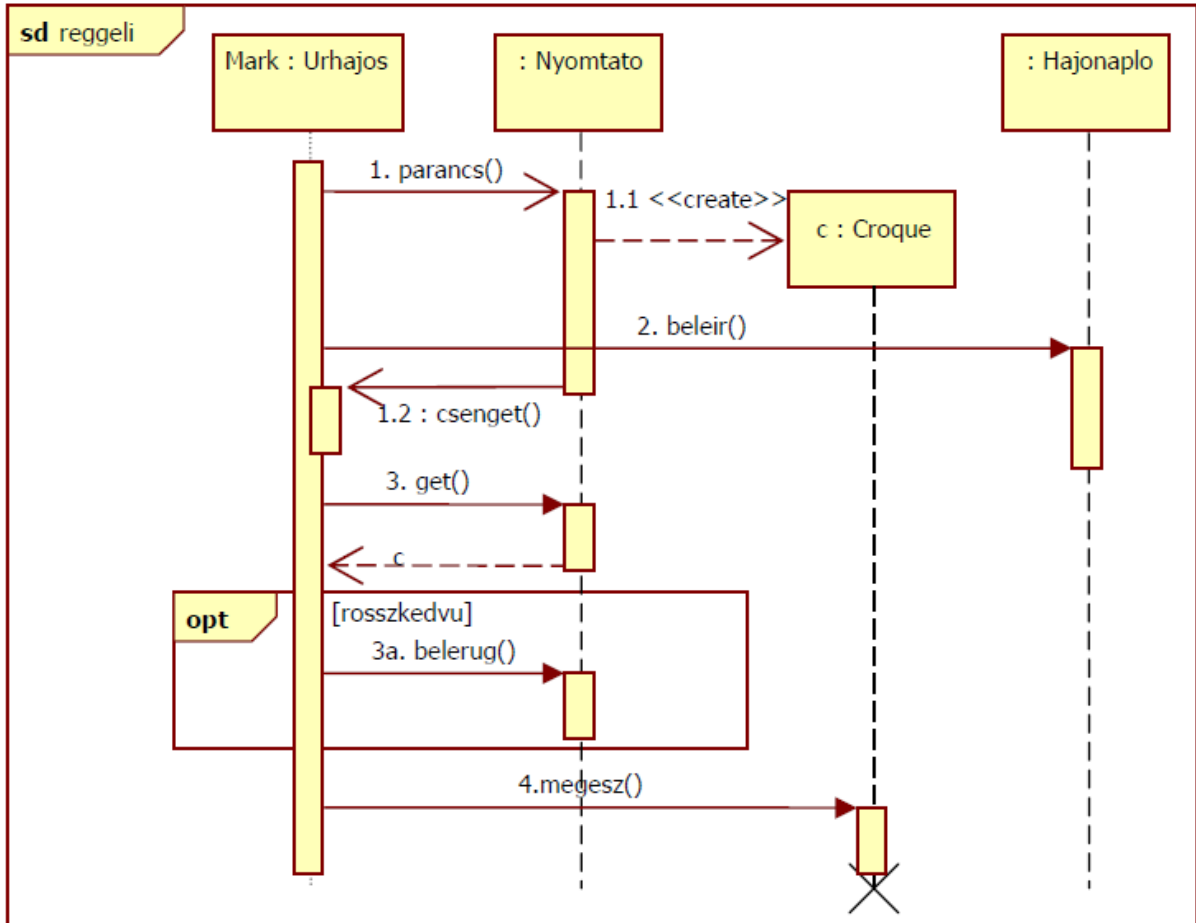 sd reggeli
Mark : Urhajos
: Nyomtato
: Hajonaplo
1. parancs()
1.1 <<create>>
c : Croque
2. beleir()
1.2 : csenget()
3. get()
c
opt
[rosszkedvu]
3a. belerug()
4.megesz()